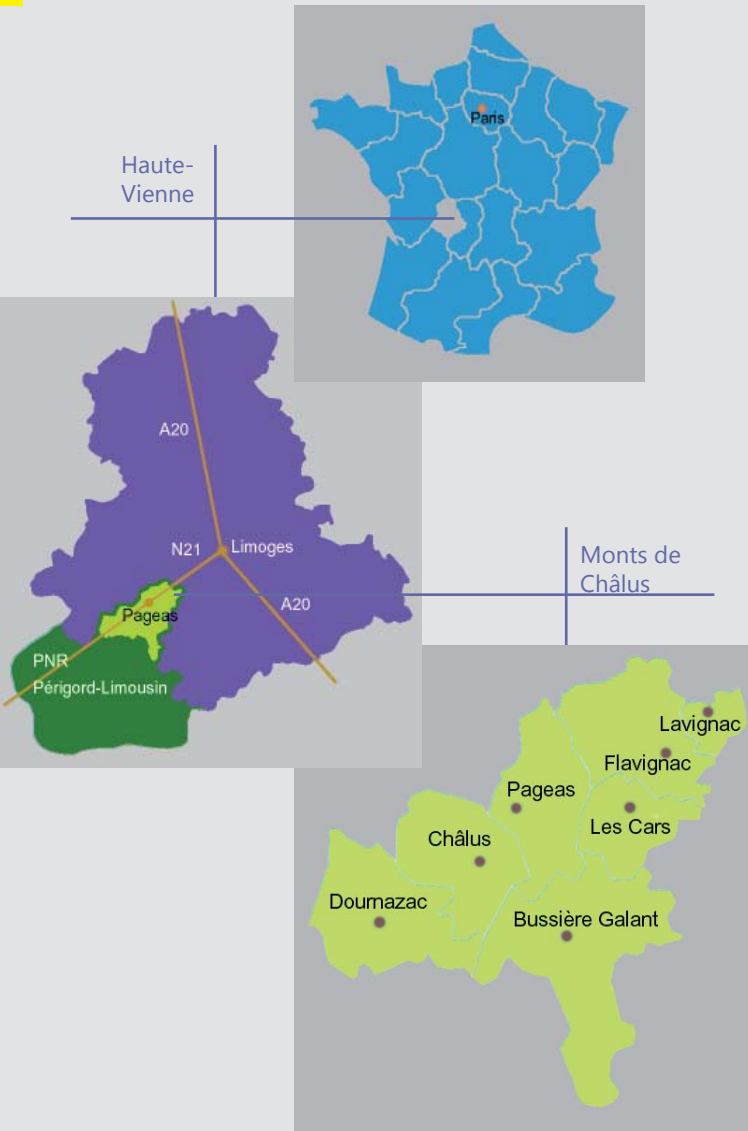 Paris
Haute-
Vienne
A20
N21
Limoges
A20
Pageas
PNR
Périgord-Limousin
Monts de
Châlus
Lavignac
Flavignac
Pageas
Les Cars
Châlus
Dournazac
Bussière Galant